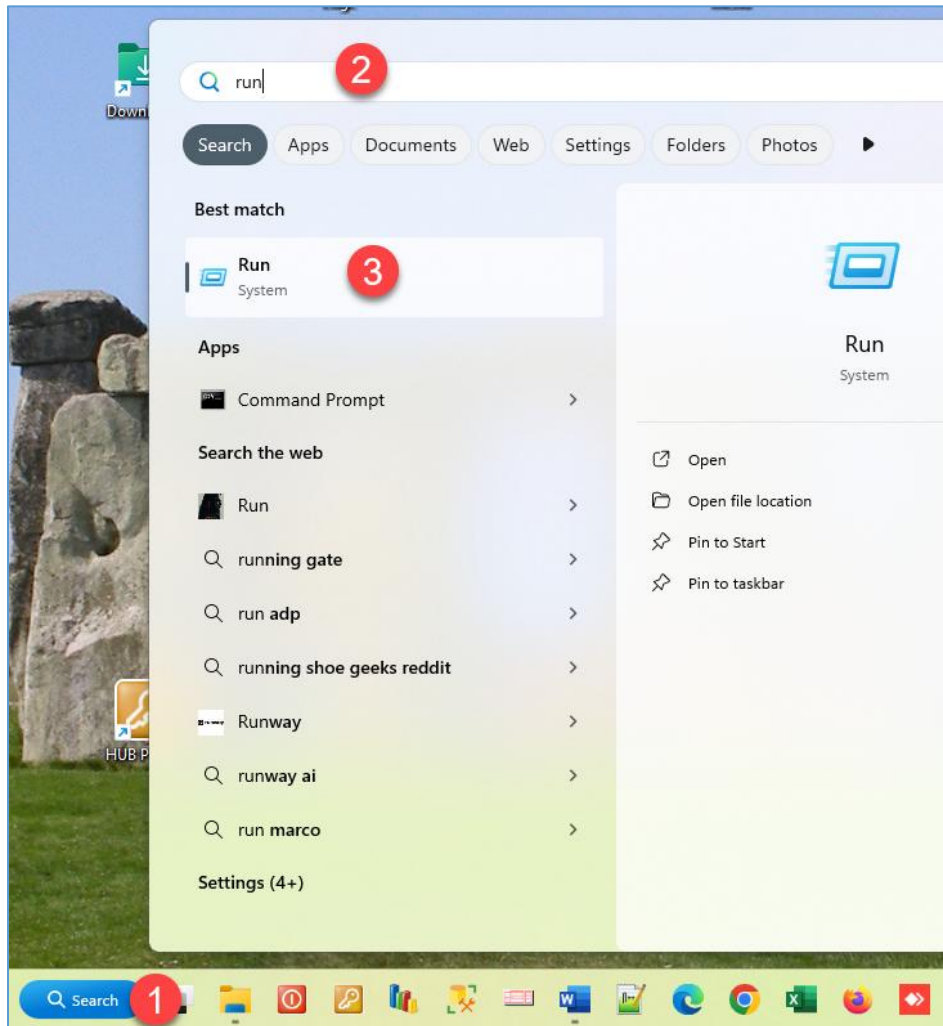 Down
2
run
Search Apps Documents Web Settings Folders Photos
Best match
Run
System
3
Apps
Command Prompt
Search the web
Run
running gate
run adp
running shoe geeks reddit
Runway
runway ai
run marco
Settings (4+)
Run
System
Open
Open file location
Pin to Start
Pin to taskbar
HUB P
Search
1